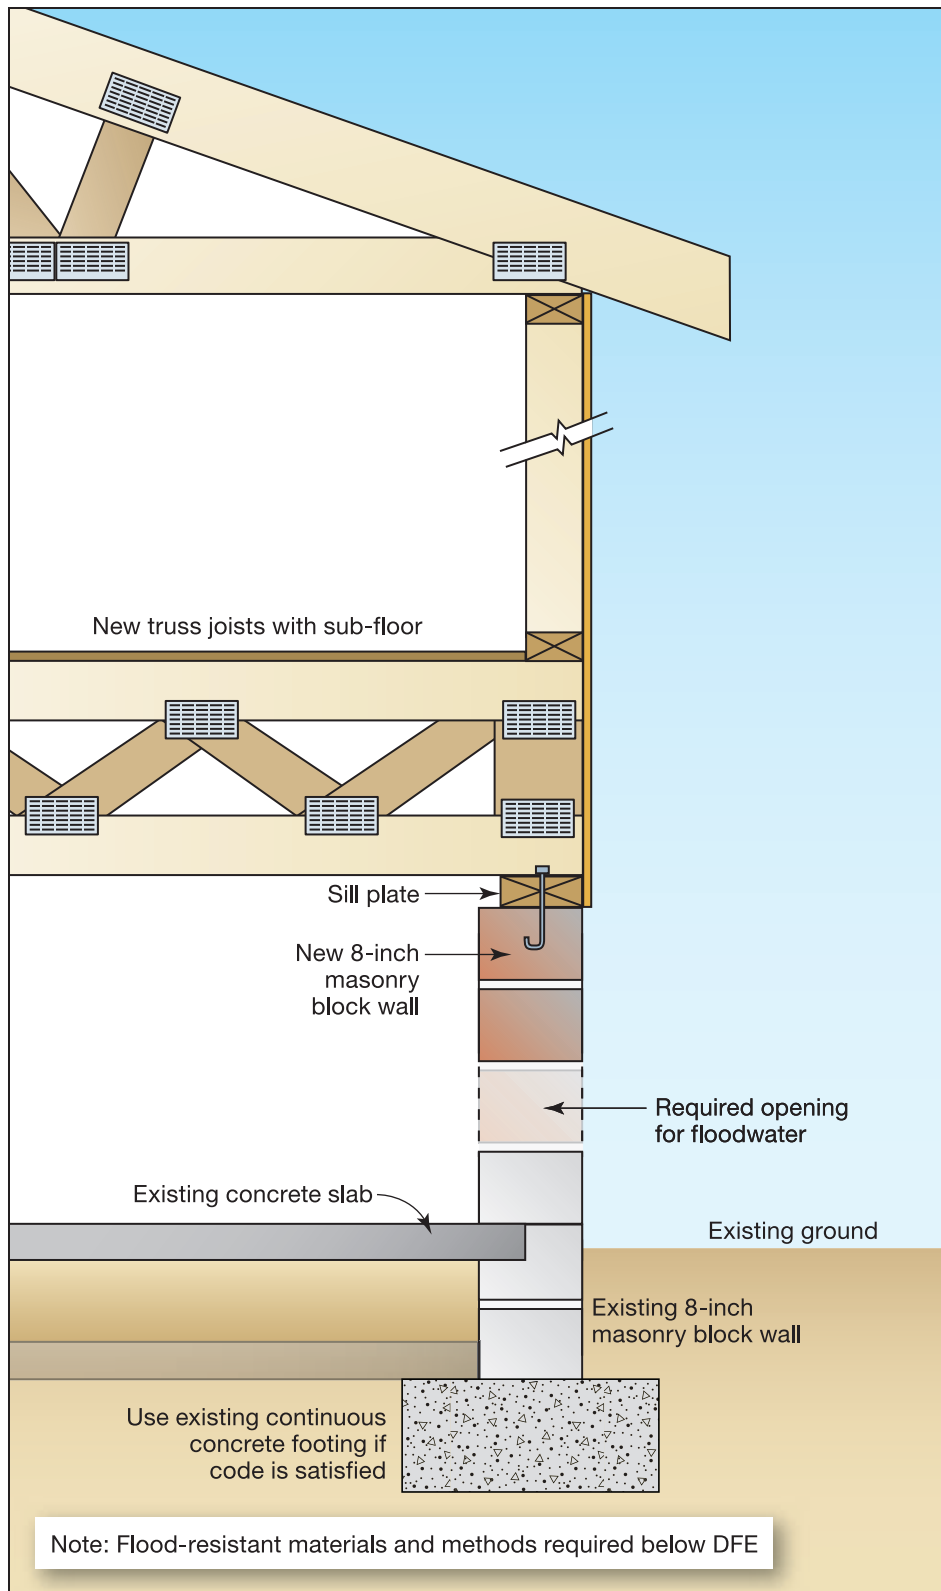 New truss joists with sub-floor
Sill plate
New 8-inch
masonry
block wall
Required opening
for floodwater
Existing concrete slab
Existing ground
Existing 8-inch
masonry block wall
Use existing continuous
concrete footing if
code is satisfied
Note: Flood-resistant materials and methods required below DFE